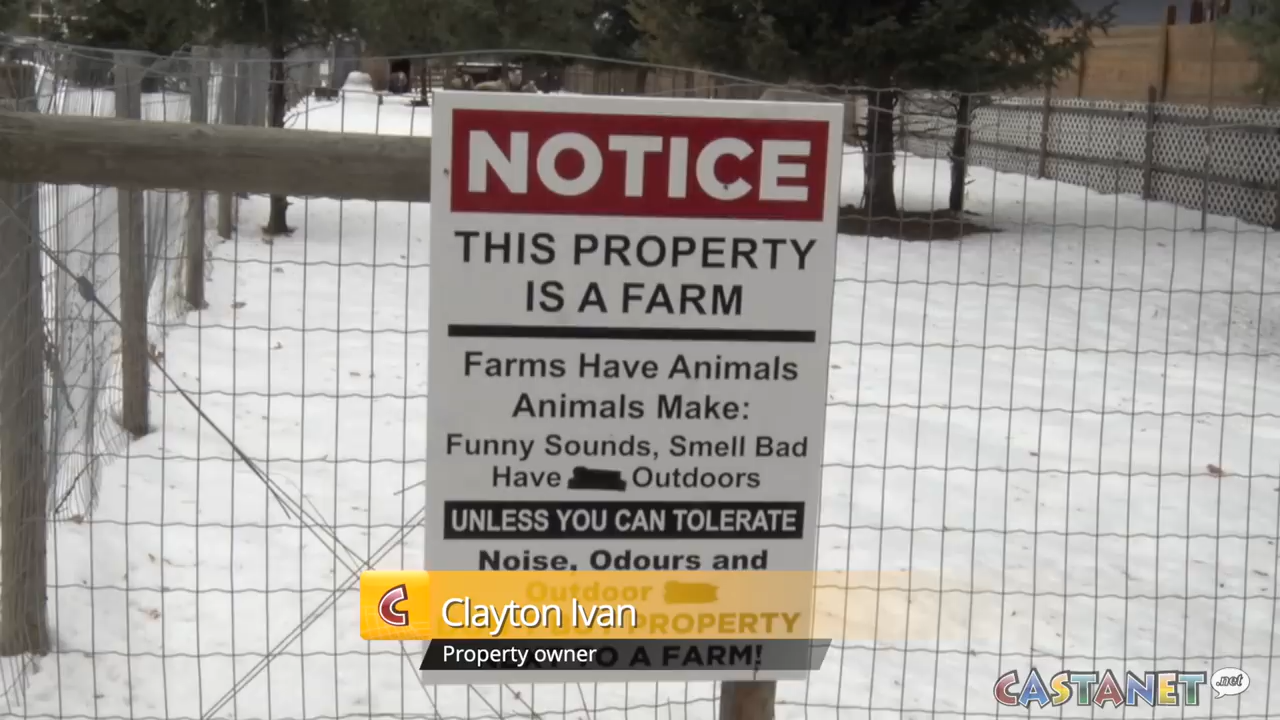 NOTICE
THIS PROPERTY
IS A FARM
Farms Have Animals
Animals Make:
Funny Sounds, Smell Bad
Have Outdoors
UNLESS YOU CAN TOLERATE
Noise, Odours and
Outdoor
PROPERTY
TO A FARM!
C Clayton Ivan
Property owner
CASTANET .net